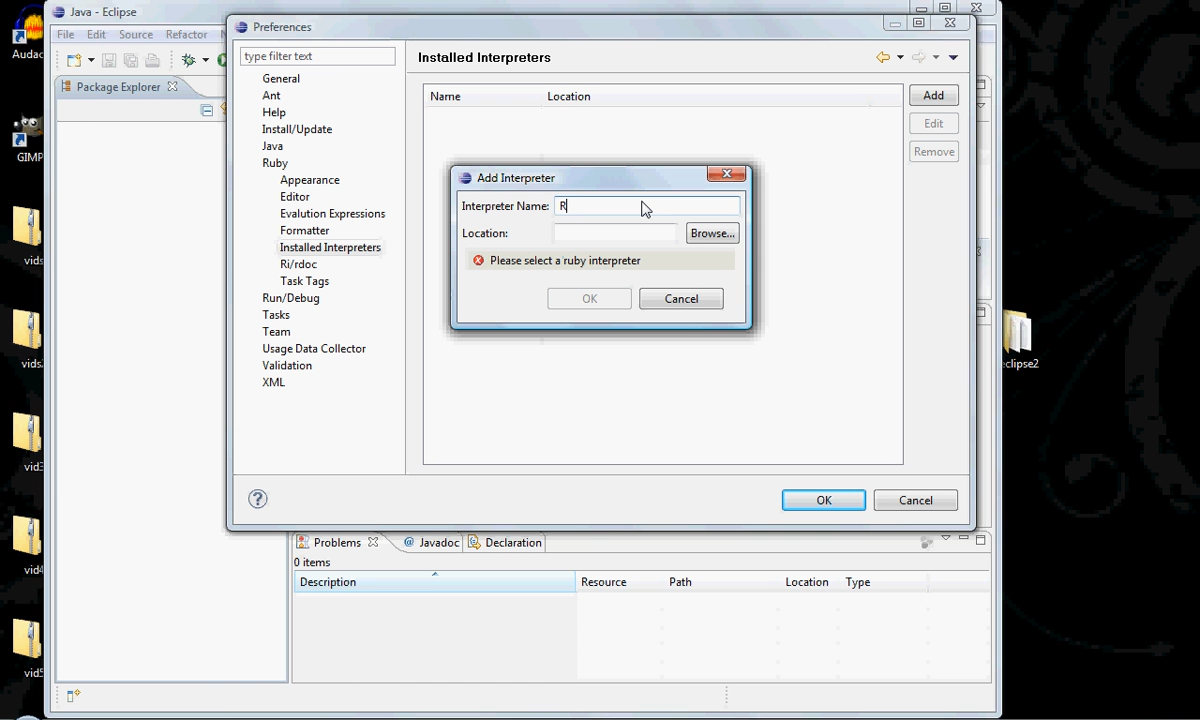 Java - Eclipse
File Edit Source Refactor
Package Explorer
Audac
GIMP
vids
vids
vid3
vid4
vid5
Preferences
type filter text
General
Ant
Help
Install/Update
Java
Ruby
Appearance
Editor
Evalution Expressions
Formatter
Installed Interpreters
Ri/rdoc
Task Tags
Run/Debug
Tasks
Team
Usage Data Collector
Validation
XML
Installed Interpreters
Name Location
Add
Edit
Remove
Add Interpreter
Interpreter Name: R
Location: Browse...
Please select a ruby interpreter
OK Cancel
? OK Cancel
eclipse2
Problems @ Javadoc Declaration
0 items
Description Resource Path Location Type